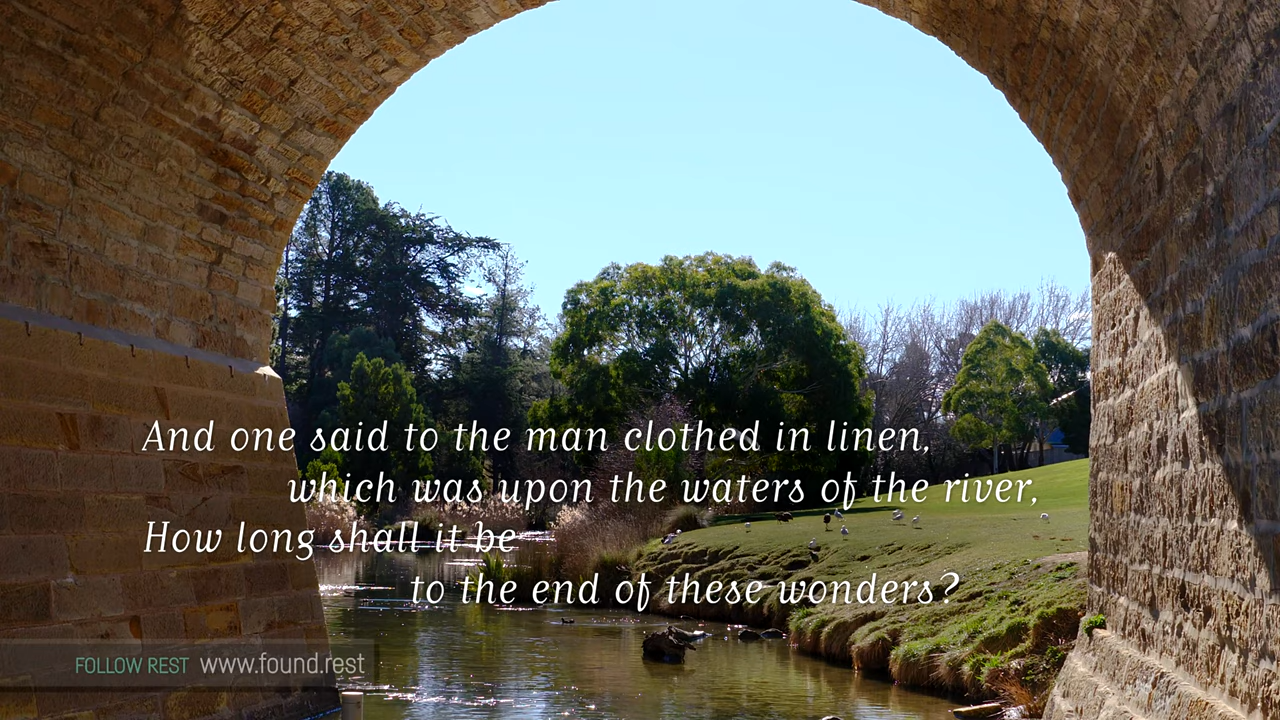 And one said to the man clothed in linen,
which was upon the waters of the river,
How long shall it be
to the end of these wonders?
FOLLOW REST www.found.rest